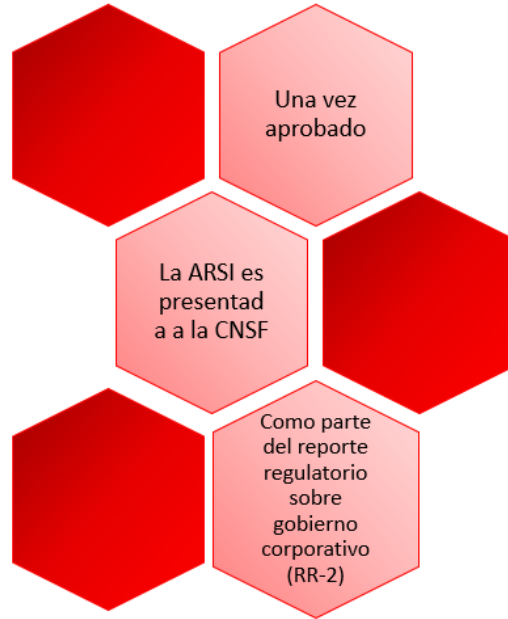 Una vez
aprobado
La ARSI es
presentad
a a la CNSF
Como parte
del reporte
regulatorio
sobre
gobierno
corporativo
(RR-2)